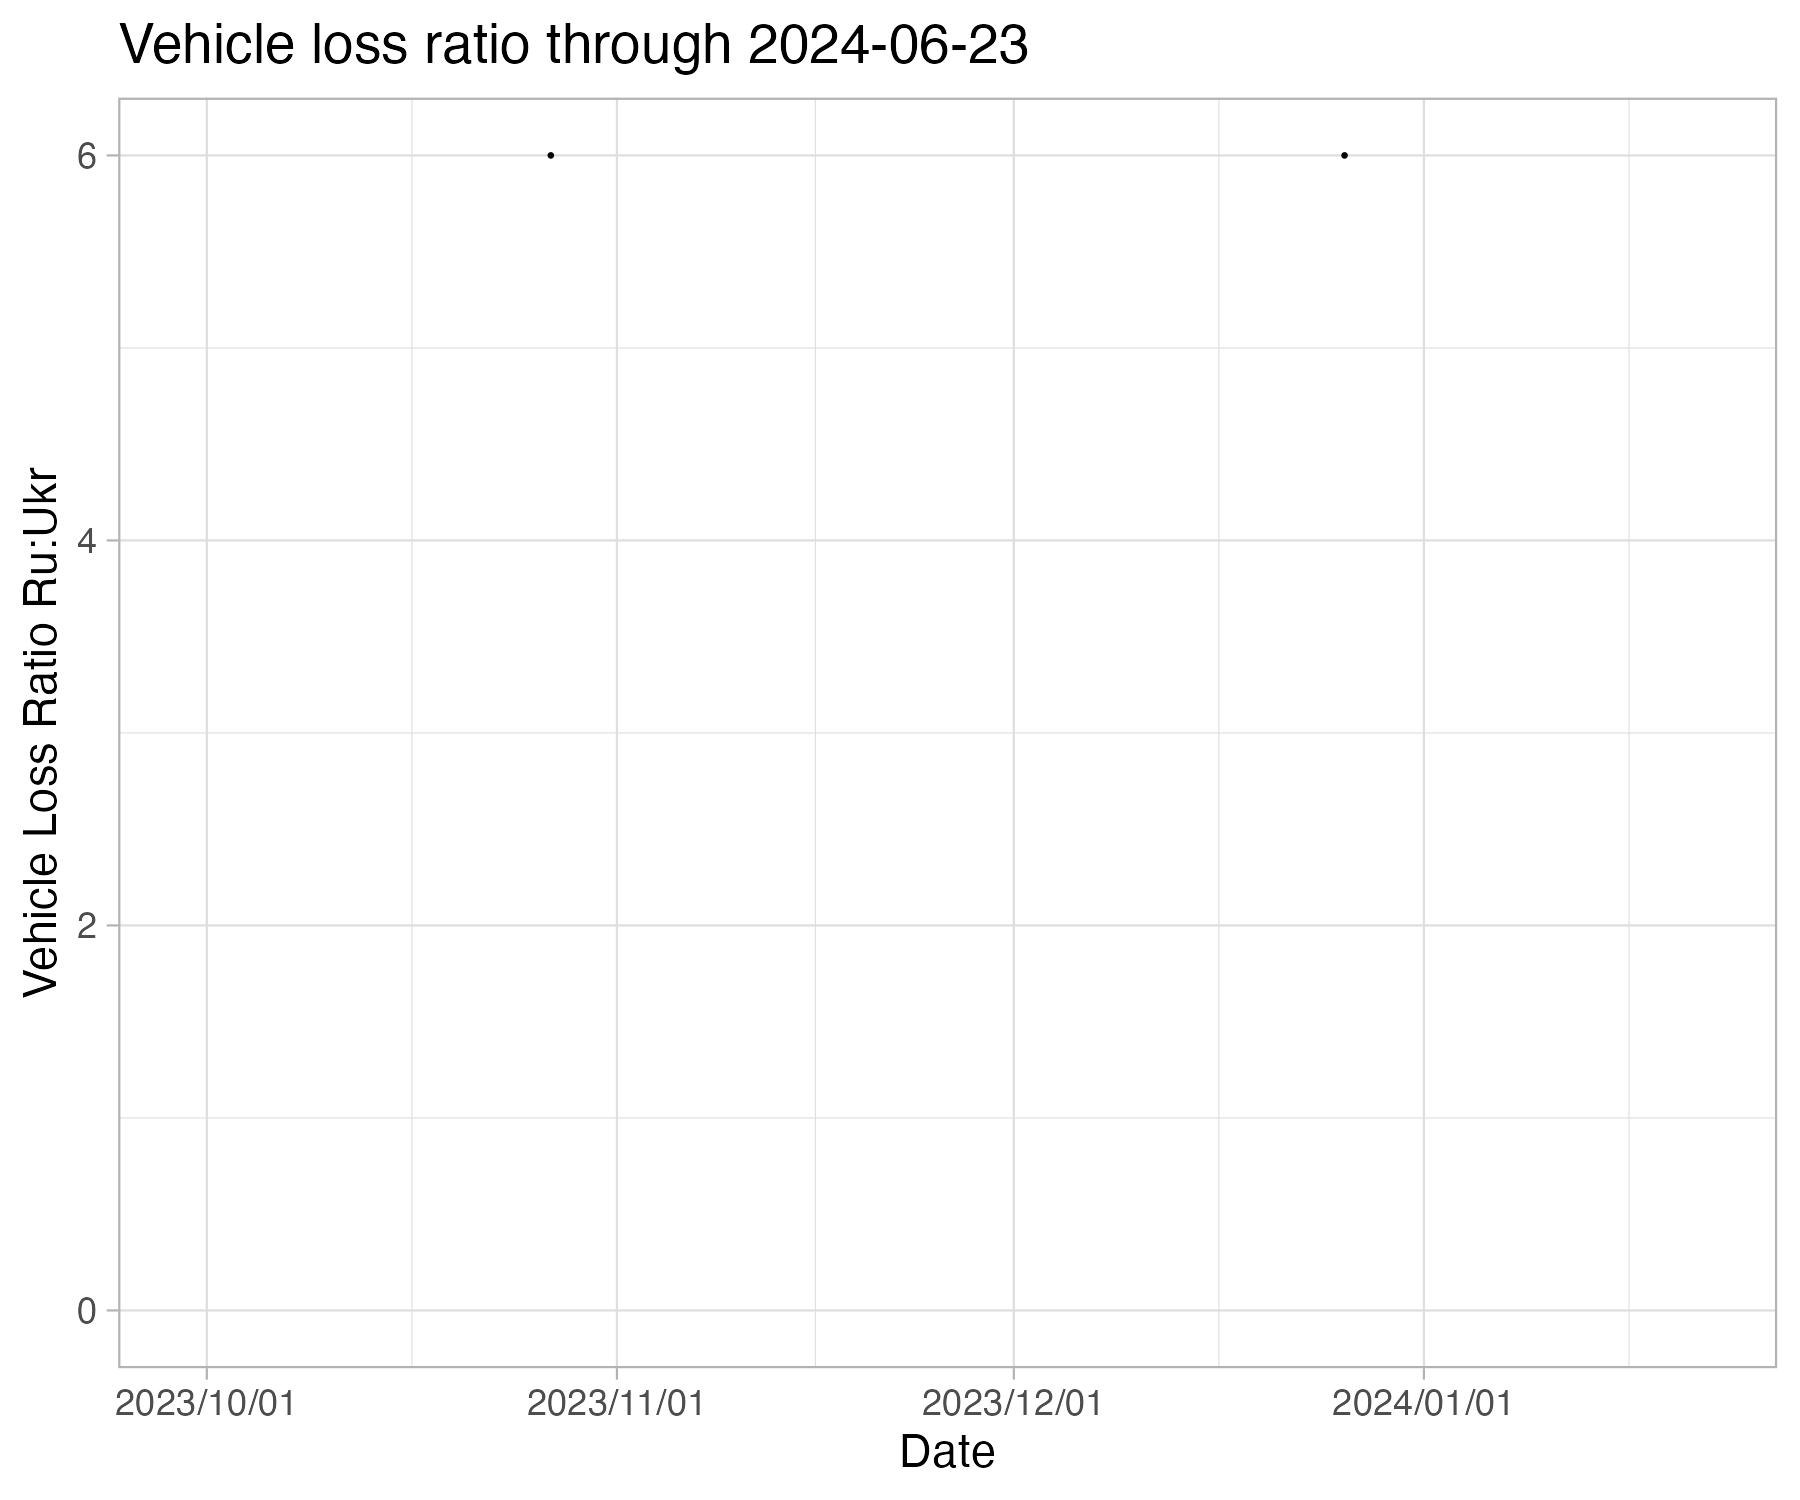 Vehicle loss ratio through 2024-06-23
Vehicle Loss Ratio Ru:Ukr
6
4
2
0
2023/10/01
2023/11/01
2023/12/01
2024/01/01
Date